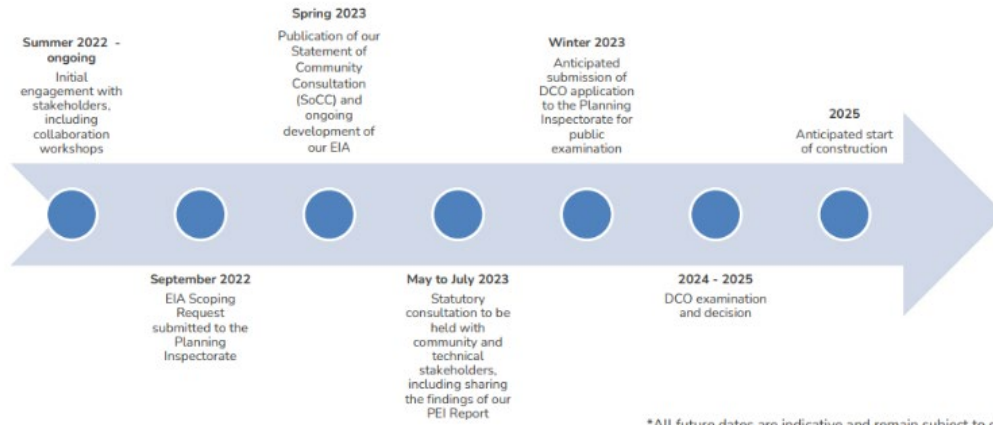 Summer 2022 -
ongoing
Initial
engagement with
stakeholders,
including
collaboration
workshops
September 2022
EIA Scoping
Request
submitted to the
Planning
Inspectorate
Spring 2023
Publication of our
Statement of
Community
Consultation
(SoCC) and
ongoing
development of
our EIA
May to July 2023
Statutory
consultation to be
held with
community and
technical
stakeholders,
including sharing
the findings of our
PEI Report
Winter 2023
Anticipated
submission of
DCO application
to the Planning
Inspectorate for
public
examination
2024 - 2025
DCO examination
and decision
2025
Anticipated start
of construction
*All future dates are indicative and remain subject to